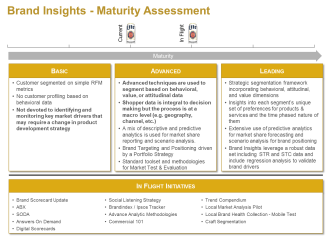 Brand Insights - Maturity Assessment
Current
In Flight
Maturity
BASIC
• Customer segmented on simple RFM
metrics
• No customer profiling based on
behavioral data
• Not devoted to identifying and
monitoring key market drivers that
may require a change in product
development strategy
ADVANCED
• Advanced techniques are used to
segment based on behavioral,
value, or attitudinal data
• Shopper data is integral to decision
making but the process is at a
macro level (e.g. geography,
channel, etc.)
• A mix of descriptive and predictive
analytics is used for market share
reporting and scenario analysis.
• Brand Targeting and Positioning driven
by a Portfolio Strategy
• Standard toolset and methodologies
for Market Test & Evaluation
LEADING
• Strategic segmentation framework
incorporating behavioral, attitudinal,
and value dimensions
• Insights into each segment's unique
set of preferences for products &
services and the time phased nature of
them
• Extensive use of predictive analytics
for market share forecasting and
scenario analysis for brand positioning
• Brand Insights leverage a robust data
set including: STR and STC data and
include regression analysis to validate
brand drivers
IN FLIGHT INITIATIVES
• Brand Scorecard Update
• ABX
• SODA
• Answers-On Demand
• Digital Scorecards
• Social Listening Strategy
• BrandIndex / Space Tracker
• Advance Analytic Methodologies
• Commercial 101
• Trend Compendium
• Local Market Analysis Pilot
• Local Brand Health Collection - Mobile Test
• Craft Segmentation